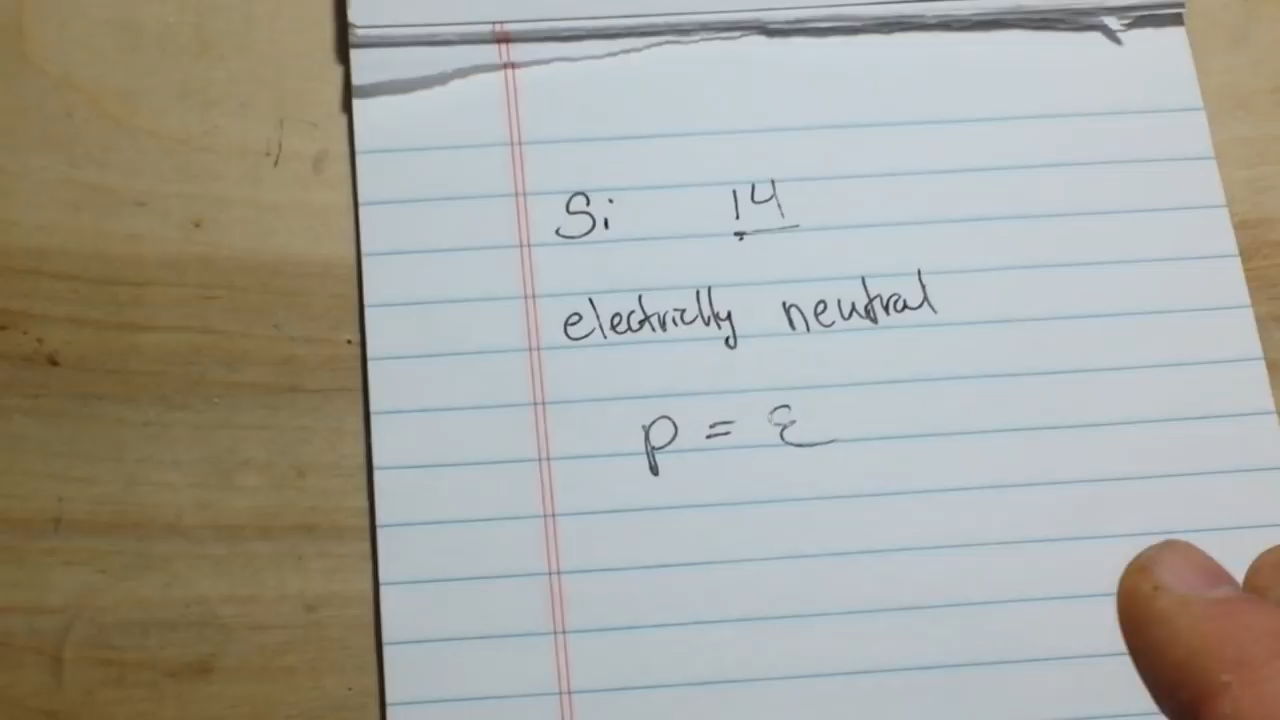 Si 14
electrically neutral
p = ε